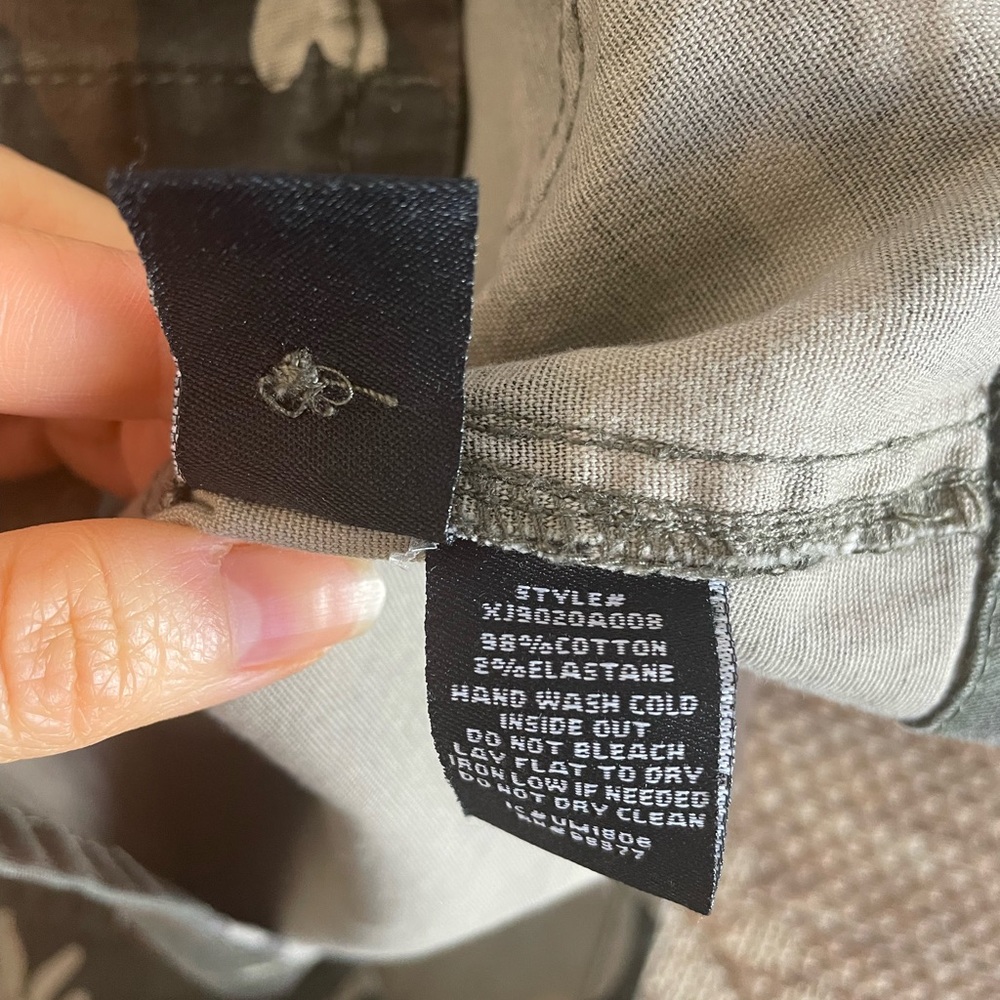 STYLE#
XJ9020A008
98%COTTON
2%ELASTANE
HAND WASH COLD
INSIDE OUT
DO NOT BLEACH
LAY FLAT TO DRY
IRON LOW IF NEEDED
DO NOT DRY CLEAN